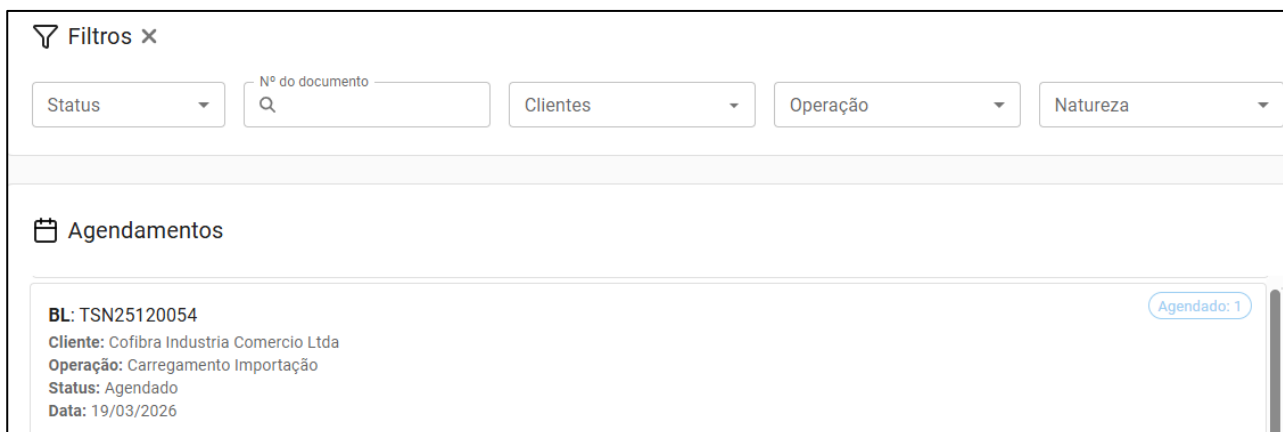 Filtros
Nº do documento
Status
Clientes
Operação
Natureza
Agendamentos
BL: TSN25120054
Agendado: 1
Cliente: Cofibra Industria Comercio Ltda
Operação: Carregamento Importação
Status: Agendado
Data: 19/03/2026